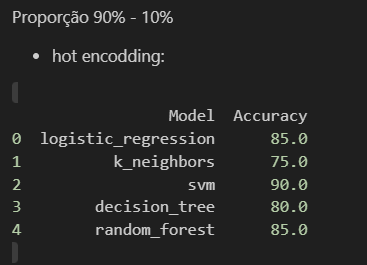 Proporção 90% - 10%
• hot encodding:
Model Accuracy
0 logistic_regression 85.0
1 k_neighbors 75.0
2 svm 90.0
3 decision_tree 80.0
4 random_forest 85.0